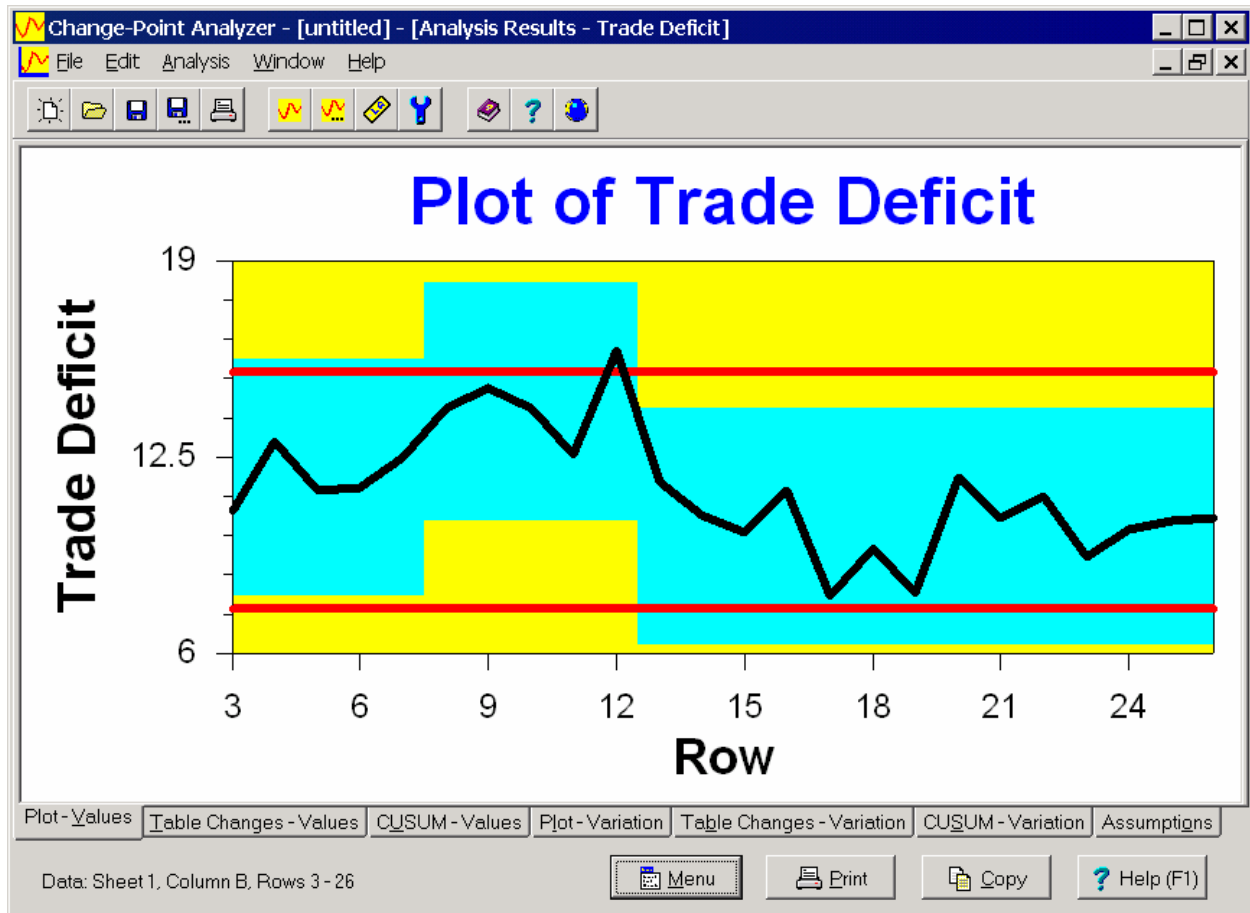 Change-Point Analyzer - [untitled] - [Analysis Results - Trade Deficit]
File Edit Analysis Window Help
Plot of Trade Deficit
Trade Deficit
19
12.5
6
3 6 9 12 15 18 21 24
Row
Plot - Values Table Changes - Values CUSUM - Values Plot - Variation Table Changes - Variation CUSUM - Variation Assumptions
Data: Sheet 1, Column B, Rows 3 - 26 Menu Print Copy Help (F1)